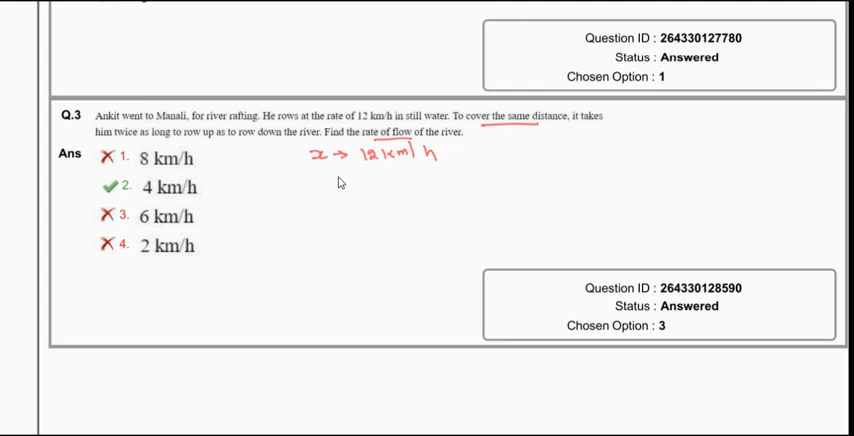 Question ID : 264330127780
Status : Answered
Chosen Option : 1
Q.3 Ankit went to Manali, for river rafting. He rows at the rate of 12 km/h in still water. To cover the same distance, it takes
him twice as long to row up as to row down the river. Find the rate of flow of the river.
Ans 1. 8 km/h
x → 12 km/h
2. 4 km/h
3. 6 km/h
4. 2 km/h
Question ID : 264330128590
Status : Answered
Chosen Option : 3